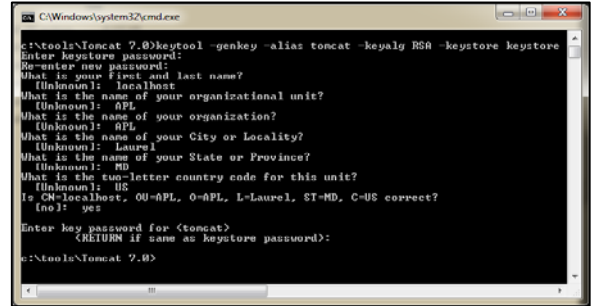 C:\Windows\system32\cmd.exe
c:\tools\Tomcat 7.0>keytool -genkey -alias tomcat -keyalg RSA -keystore keystore
Enter keystore password:
Re-enter new password:
What is your first and last name?
[Unknown]: localhost
What is the name of your organizational unit?
[Unknown]: APL
What is the name of your organization?
[Unknown]: APL
What is the name of your City or Locality?
[Unknown]: Laurel
What is the name of your State or Province?
[Unknown]: MD
What is the two-letter country code for this unit?
[Unknown]: US
Is CN=localhost, OU=APL, O=APL, L=Laurel, ST=MD, C=US correct?
[no]: yes
Enter key password for <tomcat>
(RETURN if same as keystore password):
c:\tools\Tomcat 7.0>